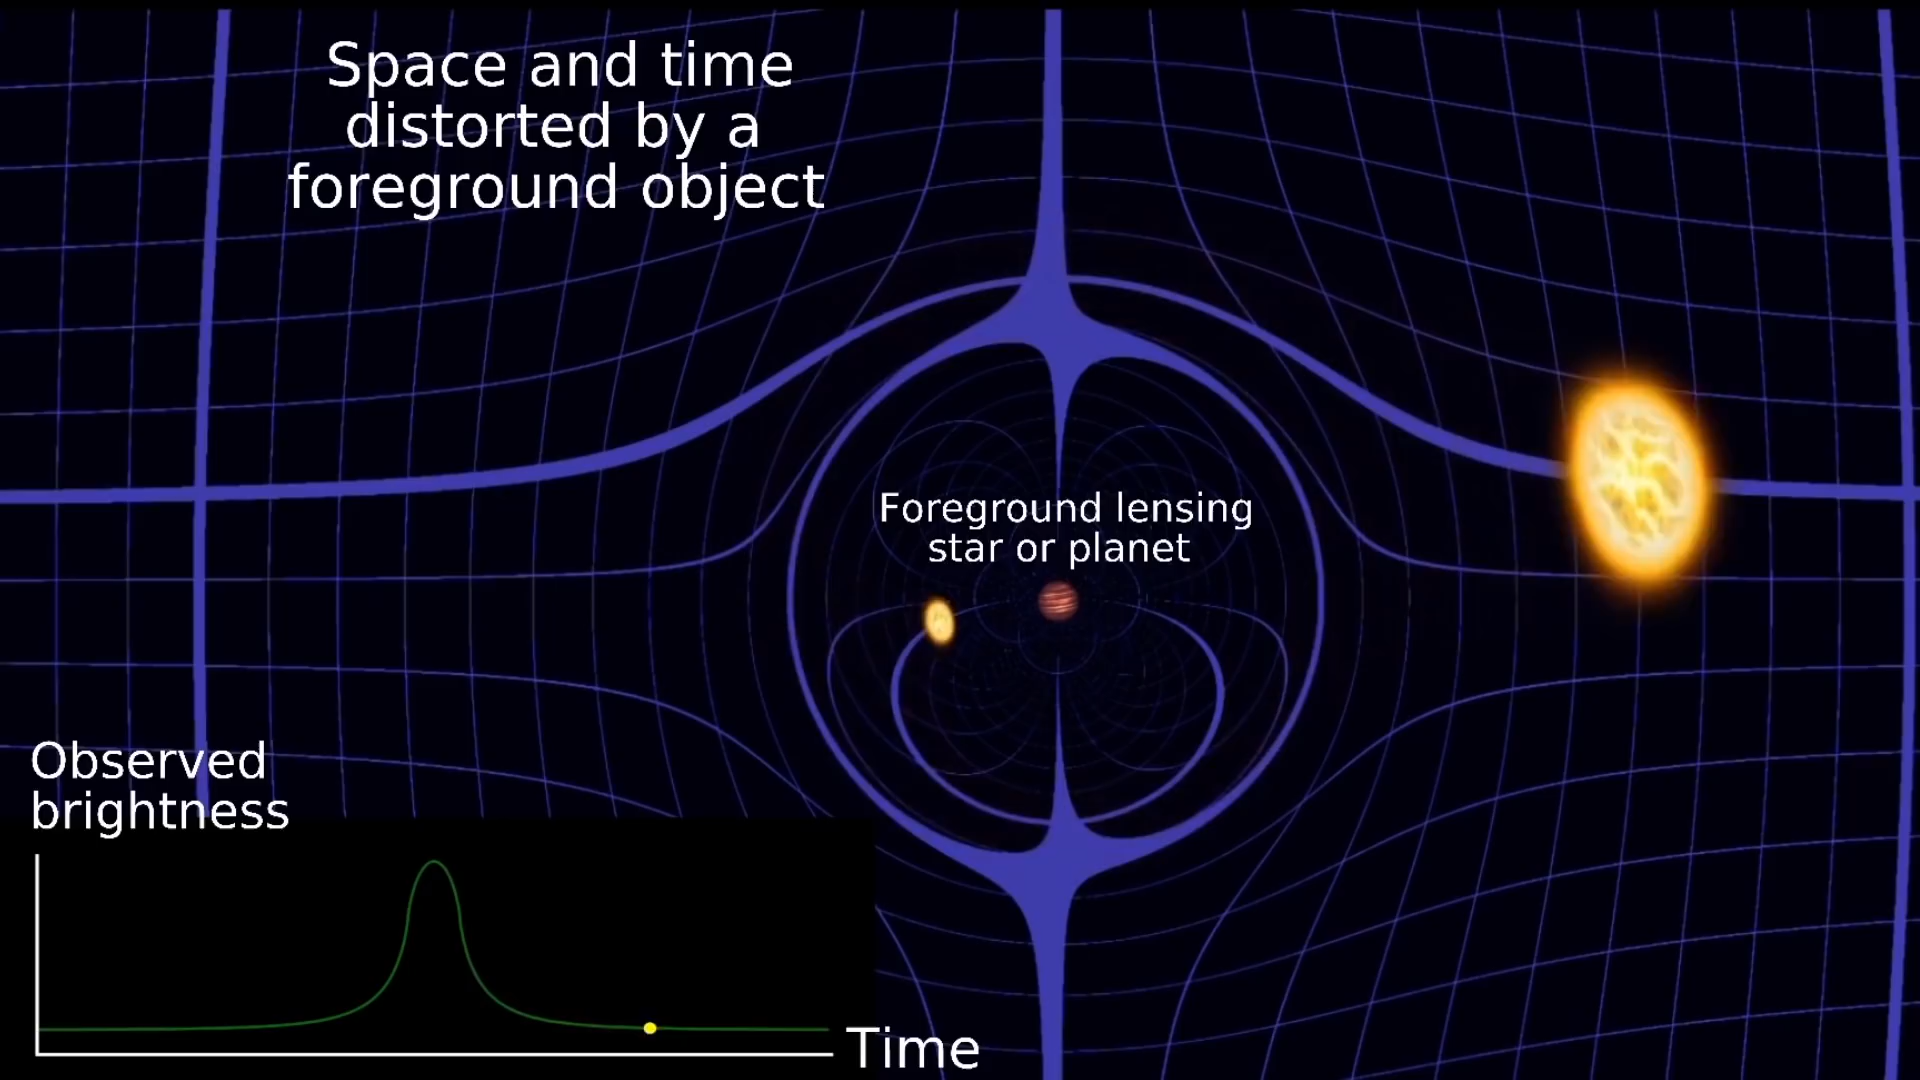 Space and time
distorted by a
foreground object
Foreground lensing
star or planet
Observed
brightness
Time